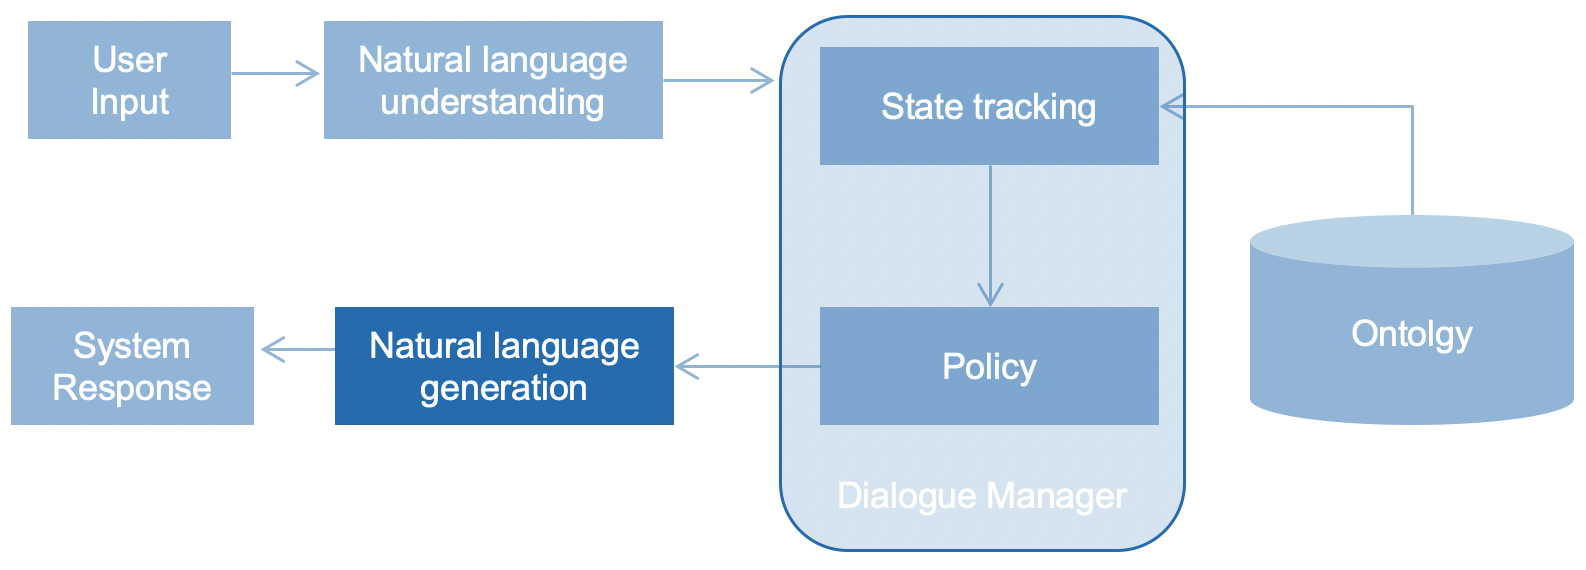 User
Input
Natural language
understanding
State tracking
System
Response
Natural language
generation
Policy
Ontolgy
Dialogue Manager